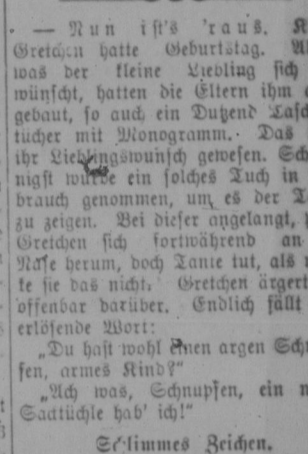 — Nun iſt's 'raus. K
Gretchen hatte Geburtstag. A
was der kleine Liebling ſich
wünſcht, hatten die Eltern ihm
gebaut, ſo auch ein Dutzend Taſch
tücher mit Monogramm. Das
ihr Lieblingswunſch geweſen. Sch
nigſt wurde ein ſolches Tuch in
brauch genommen, um es der T
zu zeigen. Bei dieſer angelangt,
Gretchen ſich fortwährend an
Naſe herum, doch Tante tut, als
te ſie das nicht. Gretchen ärgert
offenbar darüber. Endlich fällt
erlöſende Wort:
„Du haſt wohl einen argen Schn
fen, armes Kind?"
„Ach was, Schnupfen, ein n
Sacktüchle hab' ich!"
Schlimmes Zeichen.